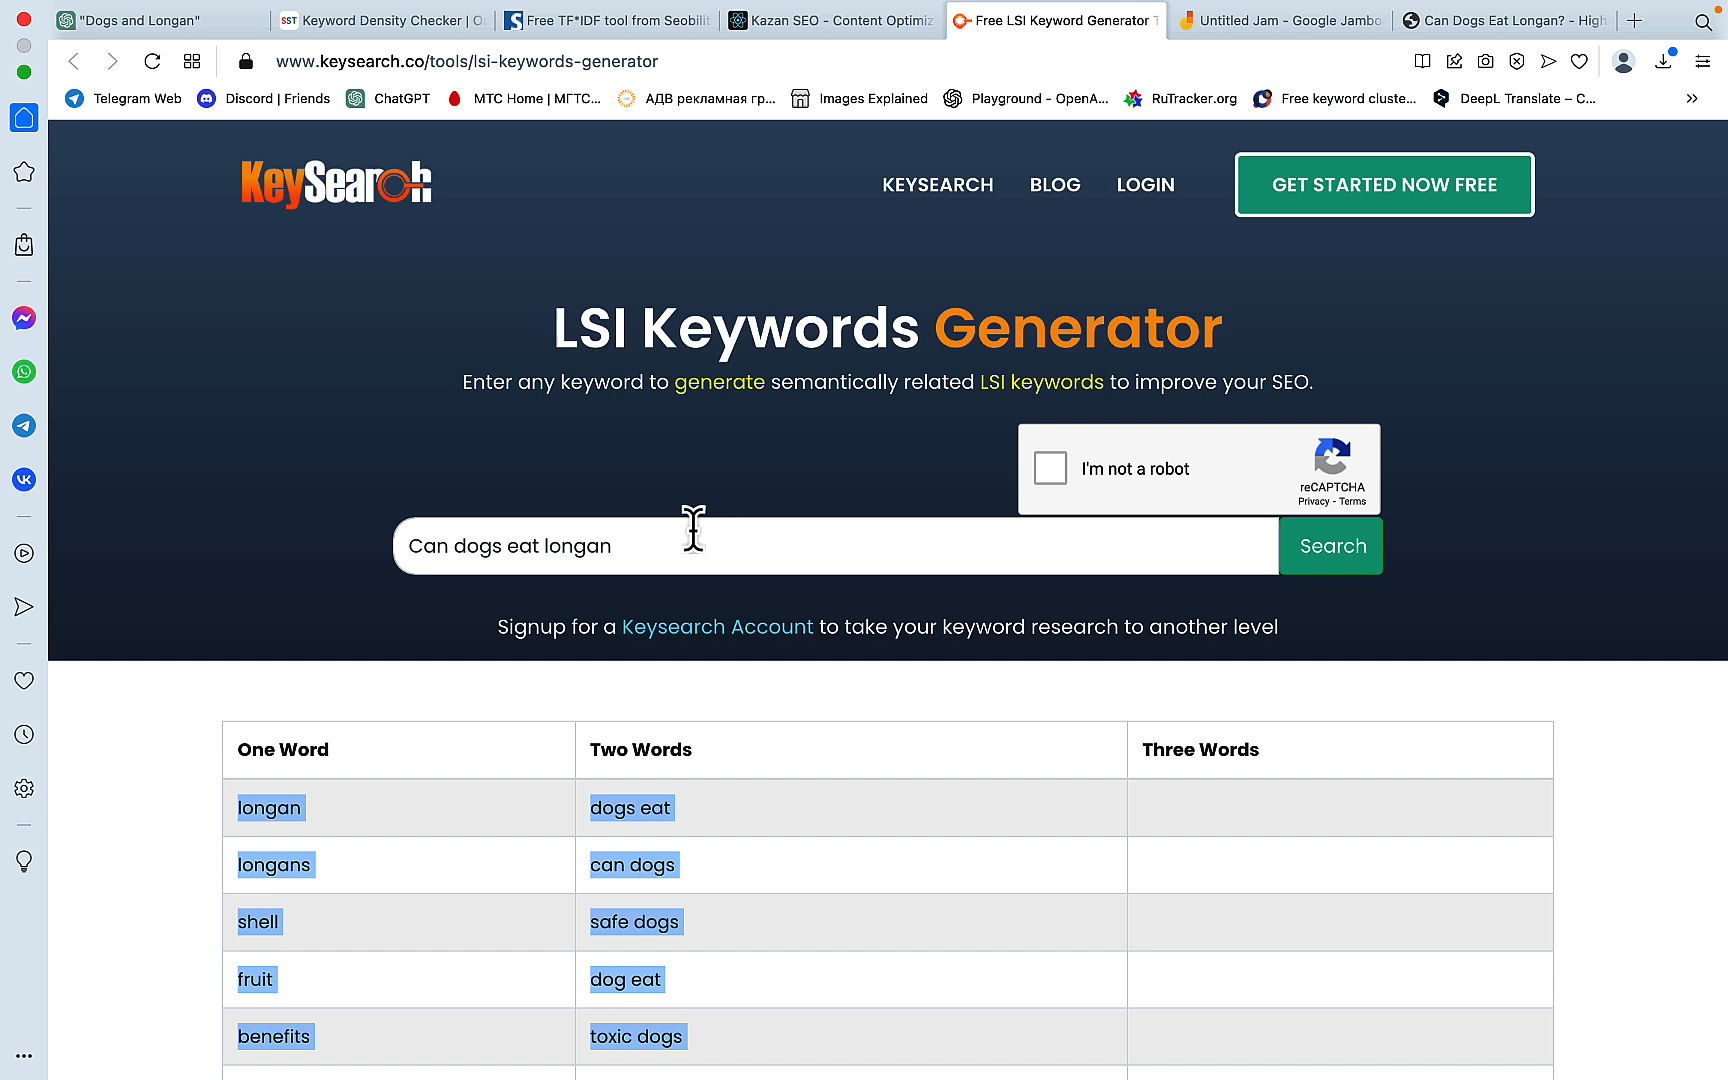 "Dogs and Longan"
Keyword Density Checker | O
Free TF*IDF tool from Seobilit
Kazan SEO - Content Optimiz
Free LSI Keyword Generator T
Untitled Jam - Google Jambo
Can Dogs Eat Longan? - High
www.keysearch.co/tools/lsi-keywords-generator
Telegram Web
Discord | Friends
ChatGPT
МТС Home | МГТС...
АДВ рекламная гр...
Images Explained
Playground - OpenA...
RuTracker.org
Free keyword cluste...
DeepL Translate – C...
KeySearch
KEYSEARCH
BLOG
LOGIN
GET STARTED NOW FREE
LSI Keywords Generator
Enter any keyword to generate semantically related LSI keywords to improve your SEO.
I'm not a robot
reCAPTCHA
Privacy - Terms
Can dogs eat longan
Search
Signup for a Keysearch Account to take your keyword research to another level
One Word
Two Words
Three Words
longan
dogs eat
longans
can dogs
shell
safe dogs
fruit
dog eat
benefits
toxic dogs